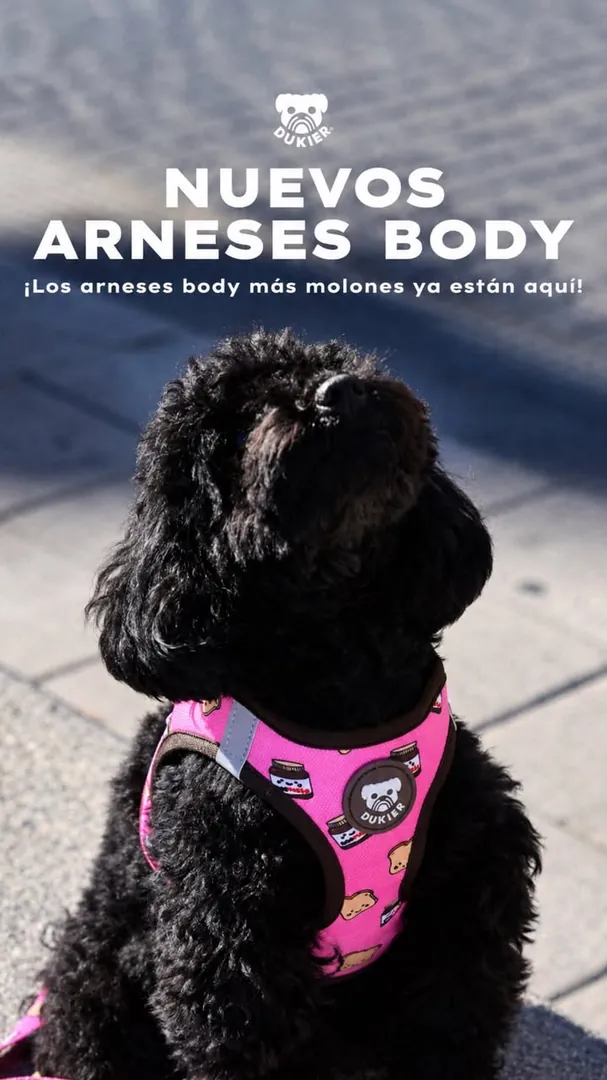 DUKIER
NUEVOS
ARNESES BODY
¡Los arneses body más molones ya están aquí!
DUKIER